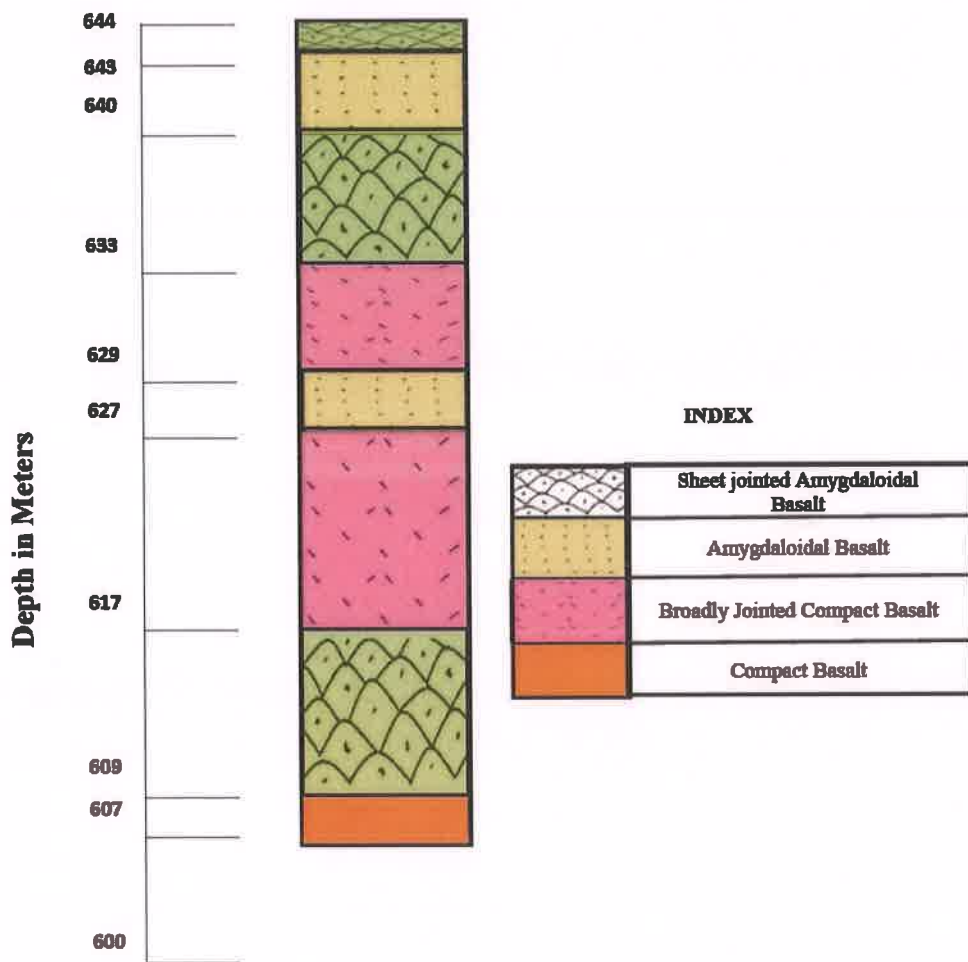 644
643
640
633
629
627
617
609
607
600
Depth in Meters
INDEX
Sheet jointed Amygdaloidal
Basalt
Amygdaloidal Basalt
Broadly Jointed Compact Basalt
Compact Basalt